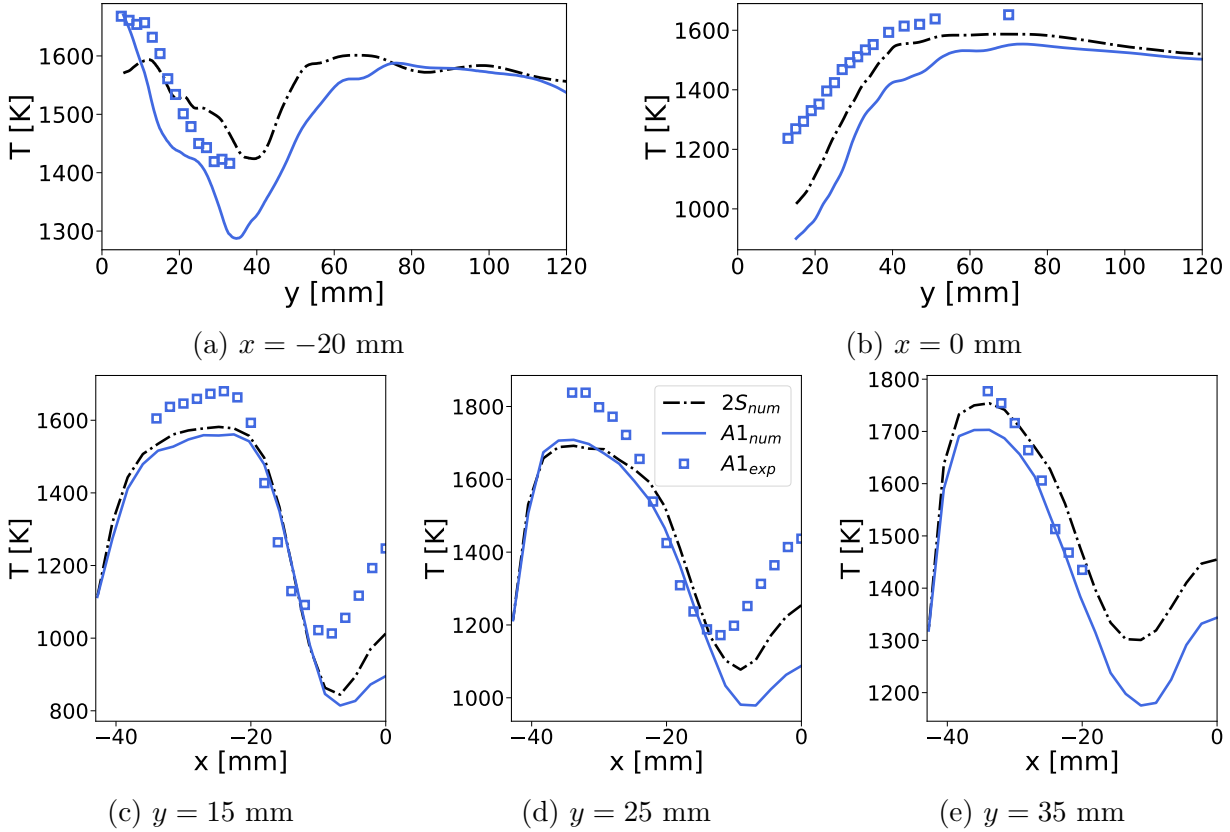 T [K]
1600
1500
1400
1300
0 20 40 60 80 100 120
y [mm]
(a) x = −20 mm
T [K]
1600
1400
1200
1000
0 20 40 60 80 100 120
y [mm]
(b) x = 0 mm
T [K]
1600
1400
1200
1000
800
−40 −20 0
x [mm]
(c) y = 15 mm
T [K]
1800
1600
1400
1200
1000
2S_num
A1_num
A1_exp
−40 −20 0
x [mm]
(d) y = 25 mm
T [K]
1800
1700
1600
1500
1400
1300
1200
−40 −20 0
x [mm]
(e) y = 35 mm